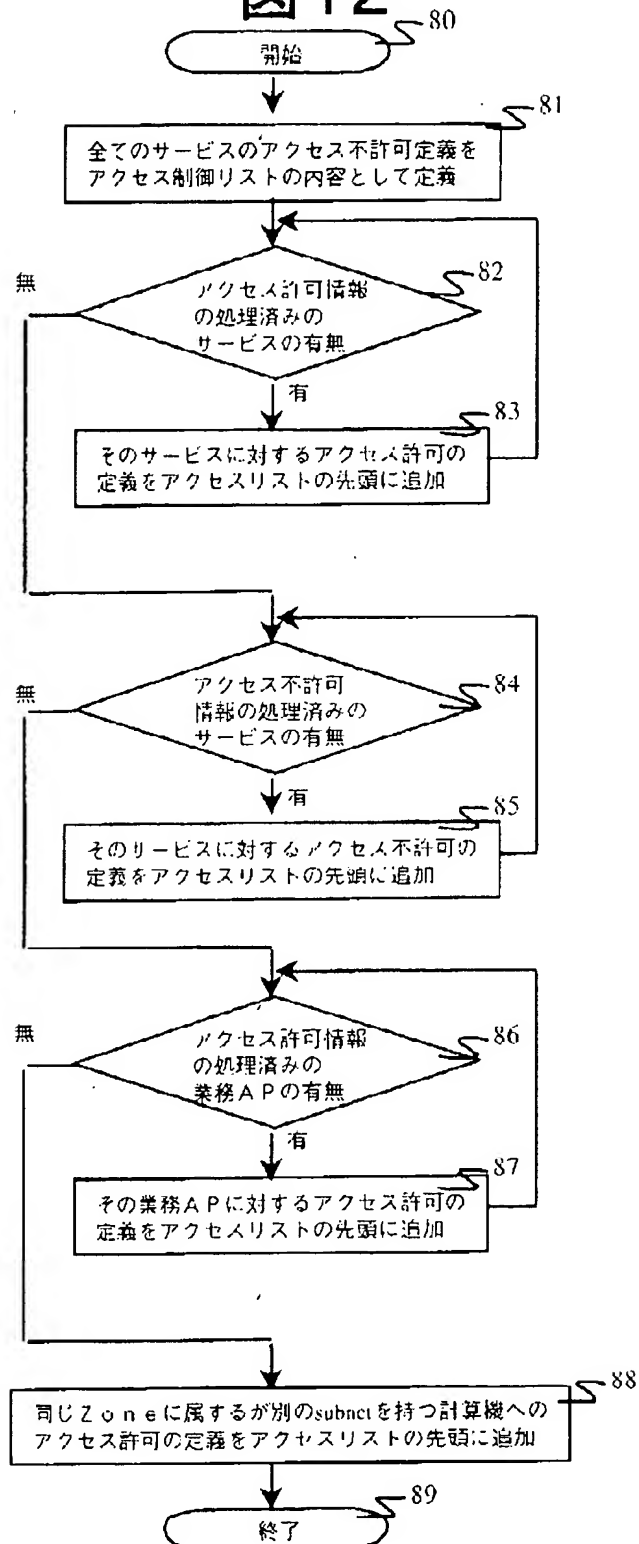 図12
80
開始
81
全てのサービスのアクセス不許可定義を
アクセス制御リストの内容として定義
82
無
アクセス許可情報
の処理済みの
サービスの有無
有
83
そのサービスに対するアクセス許可の
定義をアクセスリストの先頭に追加
84
無
アクセス不許可
情報の処理済みの
サービスの有無
有
85
そのサービスに対するアクセス不許可の
定義をアクセスリストの先頭に追加
86
無
アクセス許可情報
の処理済みの
業務APの有無
有
87
その業務APに対するアクセス許可の
定義をアクセスリストの先頭に追加
88
同じZoneに属するが別のsubnetを持つ計算機への
アクセス許可の定義をアクセスリストの先頭に追加
89
終了